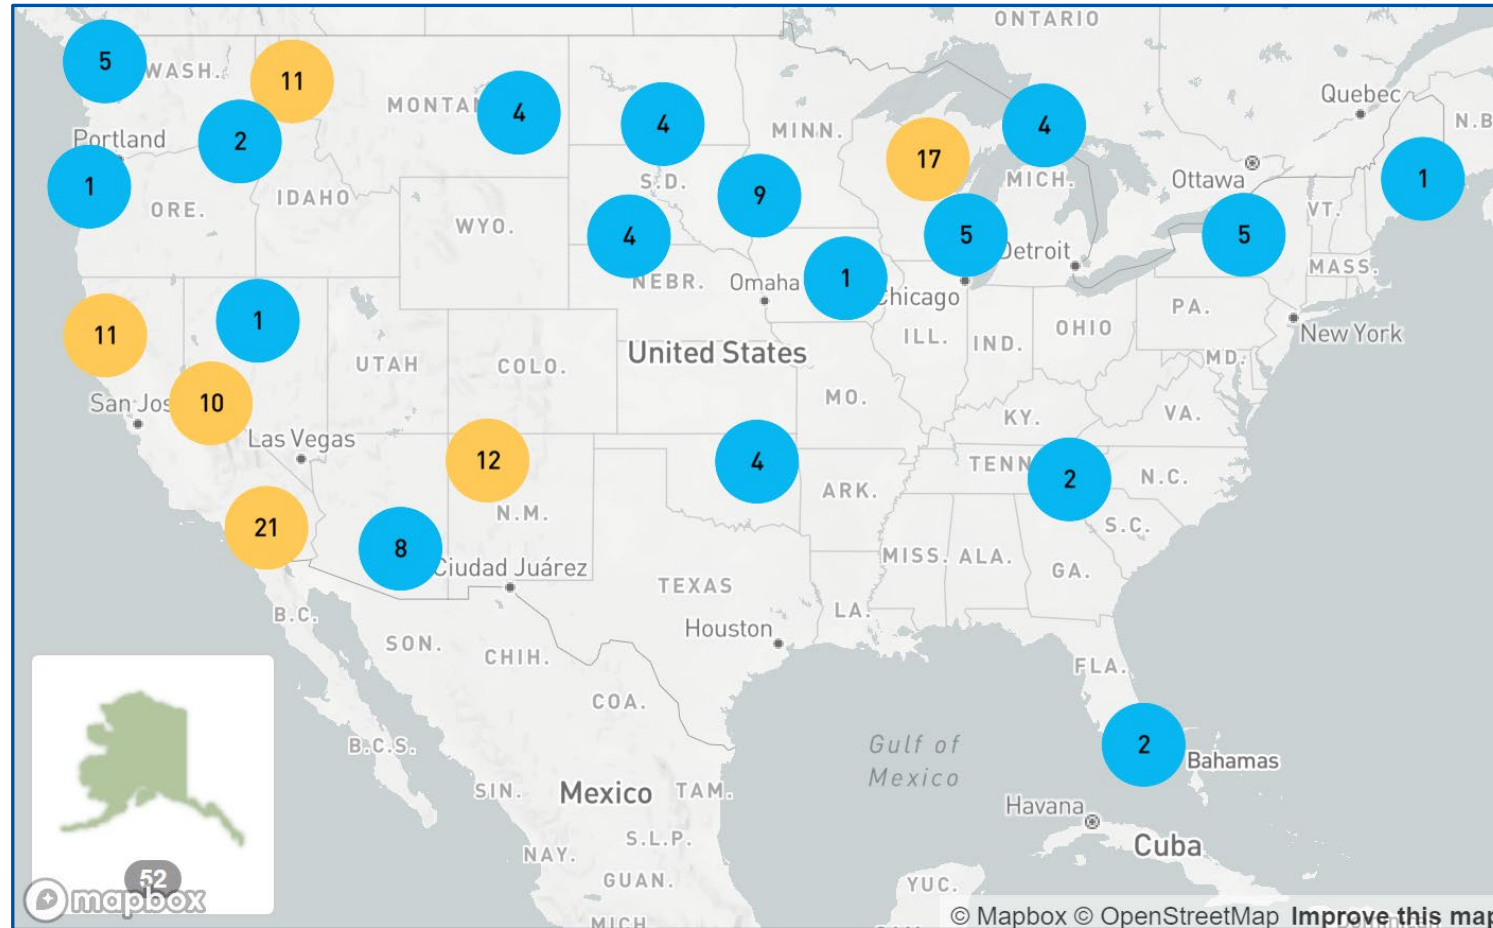 ONTARIO
5
WASH.
11
MONTAN
4
4
MINN.
4
Quebec
N.B
Portland
2
17
1
S.D.
MICH.
Ottawa
1
IDAHO
9
ORE.
WYO.
4
5
Detroit
5
VT.
MASS.
NEBR.
Omaha
1
Chicago
PA.
11
1
ILL.
IND.
OHIO
New York
United States
UTAH
COLO.
MD.
San Jos
10
MO.
KY.
VA.
Las Vegas
12
4
TENN
2
N.C.
ARK.
21
N.M.
S.C.
8
Ciudad Juárez
MISS.
ALA.
GA.
TEXAS
B.C.
LA.
SON.
CHIH.
Houston
FLA.
COA.
B.C.S.
Gulf of
Mexico
2
Bahamas
SIN.
Mexico
TAM.
Havana
S.L.P.
Cuba
NAY.
52
GUAN.
YUC.
mapbox
MICH
© Mapbox © OpenStreetMap Improve this map